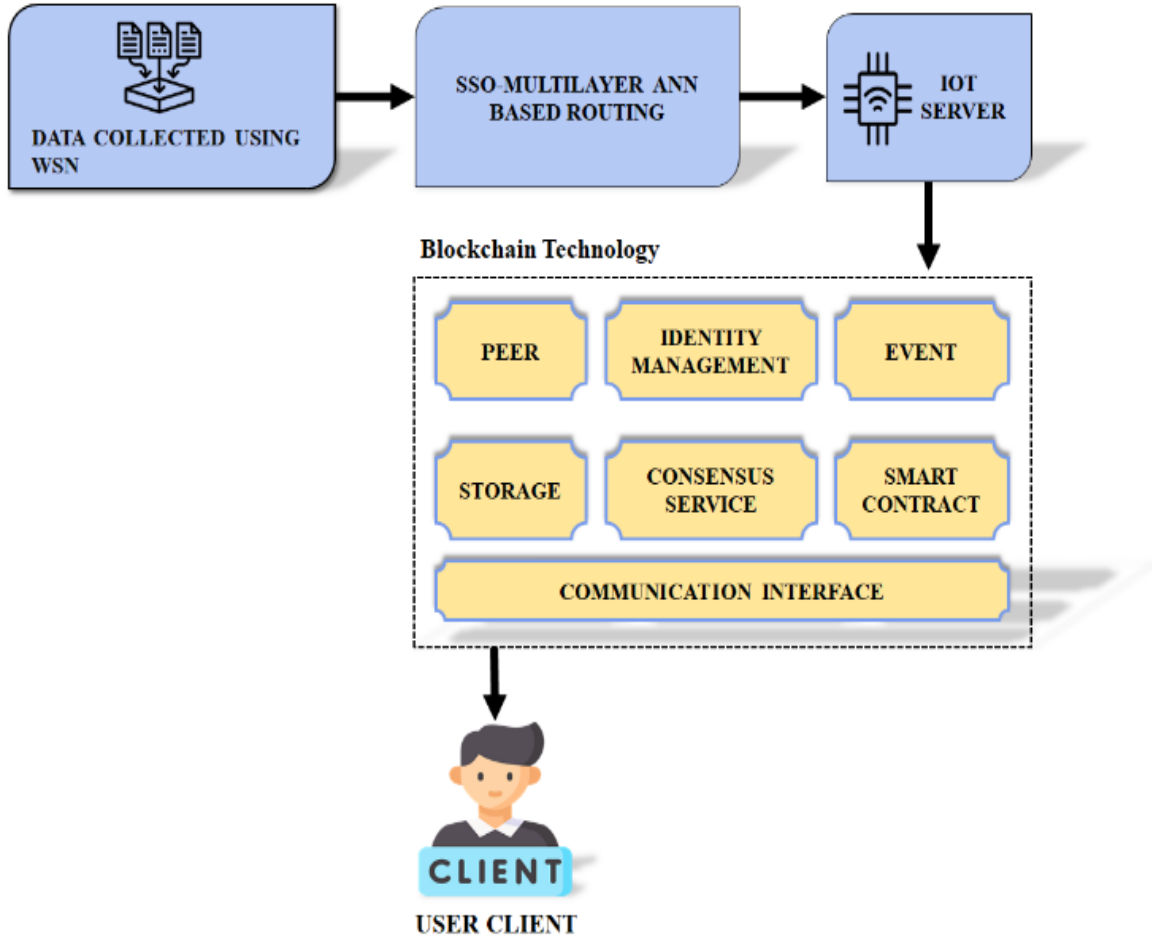 DATA COLLECTED USING
WSN
SSO-MULTILAYER ANN
BASED ROUTING
IOT
SERVER
Blockchain Technology
PEER
IDENTITY
MANAGEMENT
EVENT
STORAGE
CONSENSUS
SERVICE
SMART
CONTRACT
COMMUNICATION INTERFACE
CLIENT
USER CLIENT